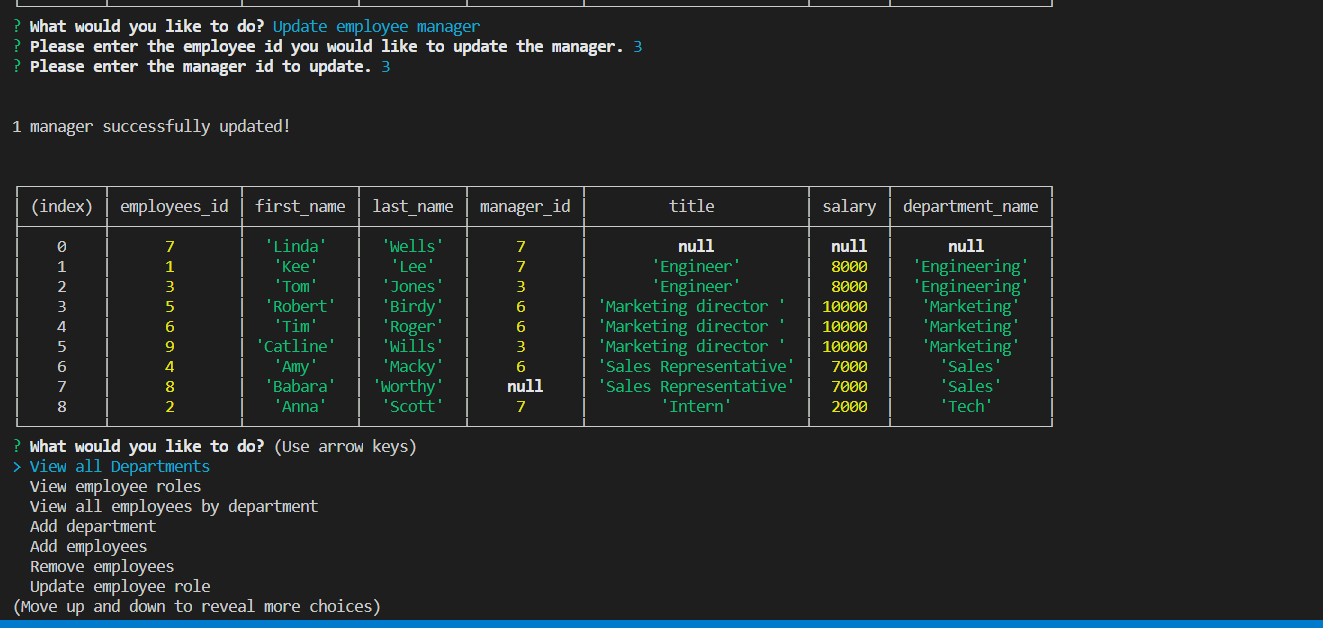 ? What would you like to do? Update employee manager
? Please enter the employee id you would like to update the manager. 3
? Please enter the manager id to update. 3
1 manager successfully updated!
(index) employees_id first_name last_name manager_id title salary department_name
0 7 'Linda' 'Wells' 7 null null null
1 1 'Kee' 'Lee' 7 'Engineer' 8000 'Engineering'
2 3 'Tom' 'Jones' 3 'Engineer' 8000 'Engineering'
3 5 'Robert' 'Birdy' 6 'Marketing director ' 10000 'Marketing'
4 6 'Tim' 'Roger' 6 'Marketing director ' 10000 'Marketing'
5 9 'Catline' 'Wills' 3 'Marketing director ' 10000 'Marketing'
6 4 'Amy' 'Macky' 6 'Sales Representative' 7000 'Sales'
7 8 'Babara' 'Worthy' null 'Sales Representative' 7000 'Sales'
8 2 'Anna' 'Scott' 7 'Intern' 2000 'Tech'
? What would you like to do? (Use arrow keys)
> View all Departments
View employee roles
View all employees by department
Add department
Add employees
Remove employees
Update employee role
(Move up and down to reveal more choices)